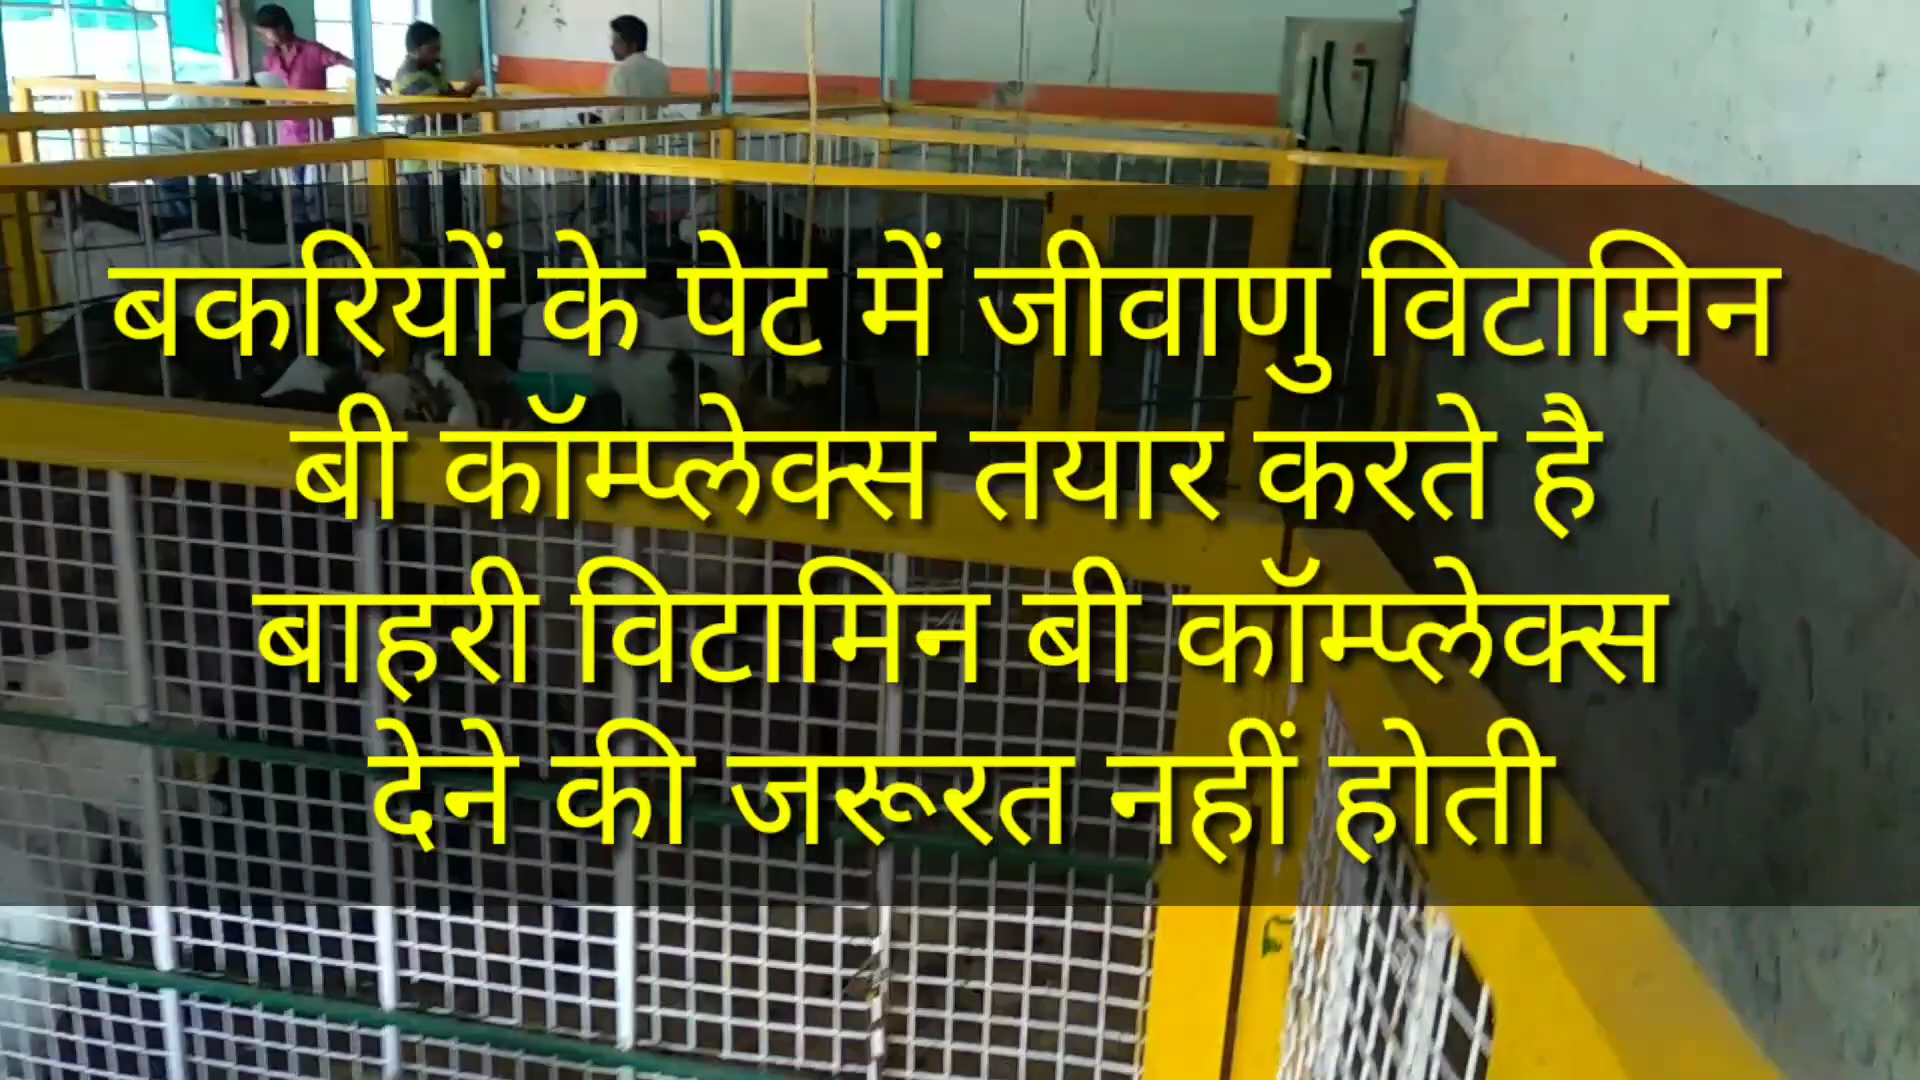 बकरियों के पेट में जीवाणु विटामिन
बी कॉम्प्लेक्स तयार करते है
बाहरी विटामिन बी कॉम्प्लेक्स
देने की जरूरत नहीं होती